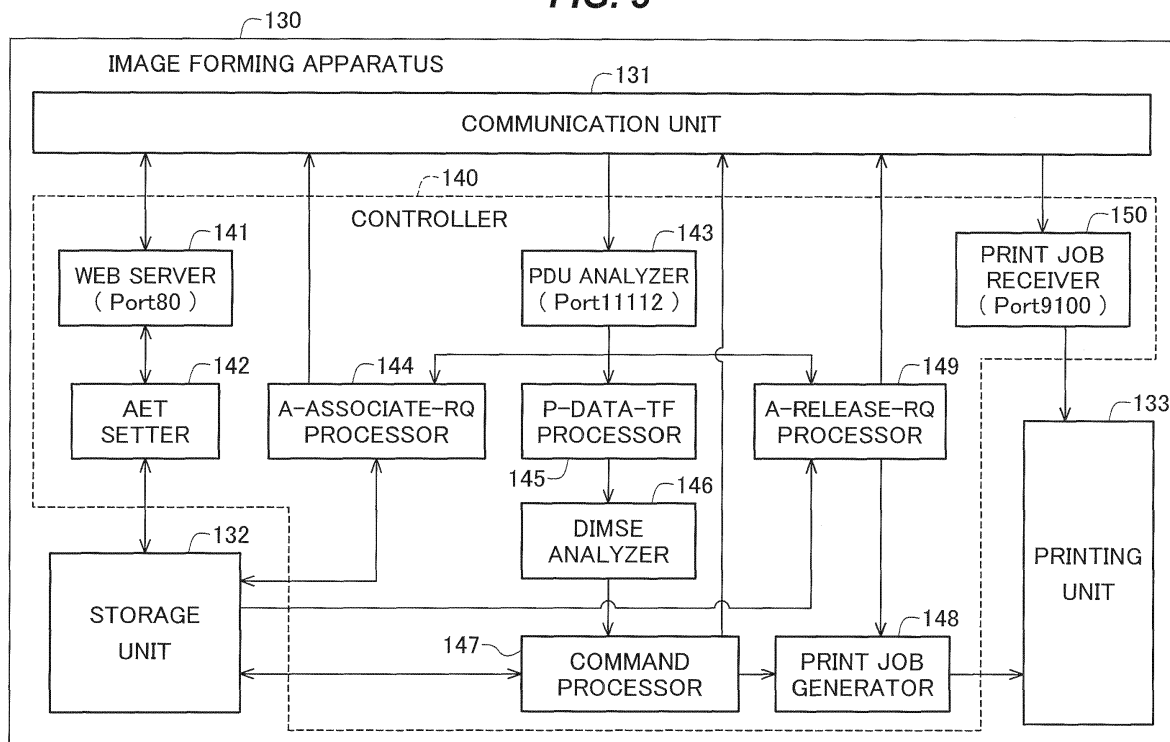 130
IMAGE FORMING APPARATUS
131
COMMUNICATION UNIT
140
CONTROLLER
141
WEB SERVER
( Port80 )
143
PDU ANALYZER
( Port11112 )
150
PRINT JOB
RECEIVER
( Port9100 )
142
AET
SETTER
144
A-ASSOCIATE-RQ
PROCESSOR
P-DATA-TF
PROCESSOR
145
149
A-RELEASE-RQ
PROCESSOR
133
PRINTING
UNIT
146
DIMSE
ANALYZER
132
STORAGE
UNIT
147
COMMAND
PROCESSOR
148
PRINT JOB
GENERATOR